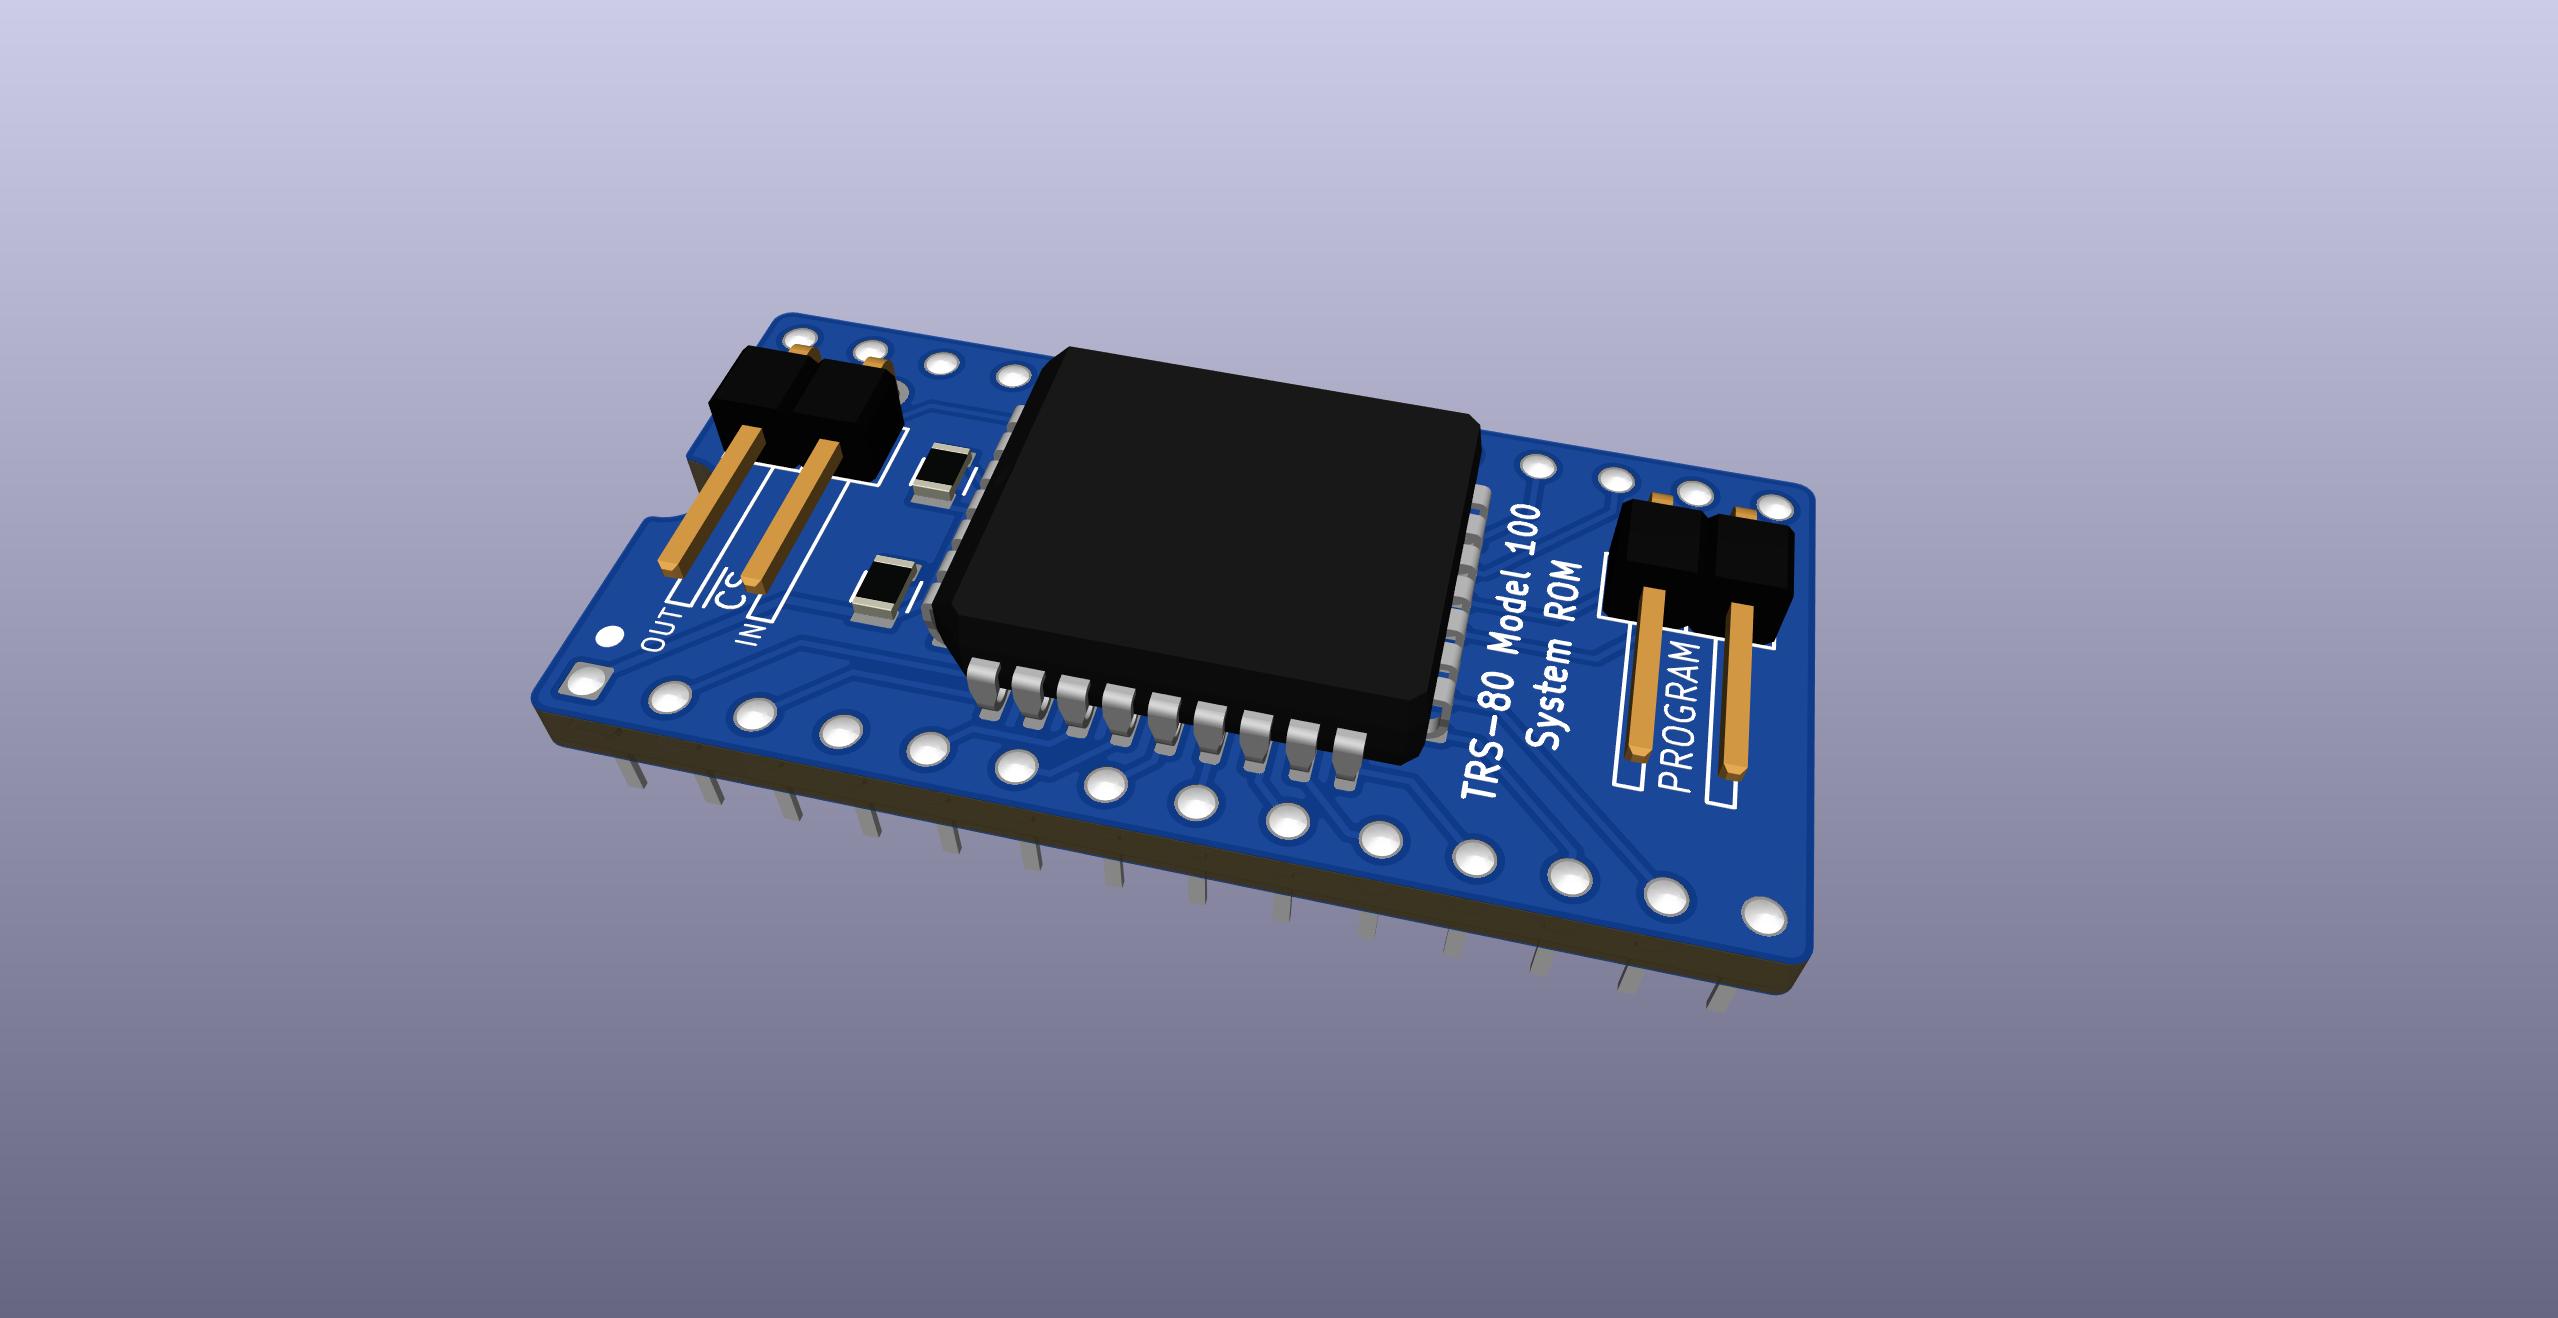 OUT
C̅S̅
IN
TRS-80 Model 100
System ROM
PROGRAM